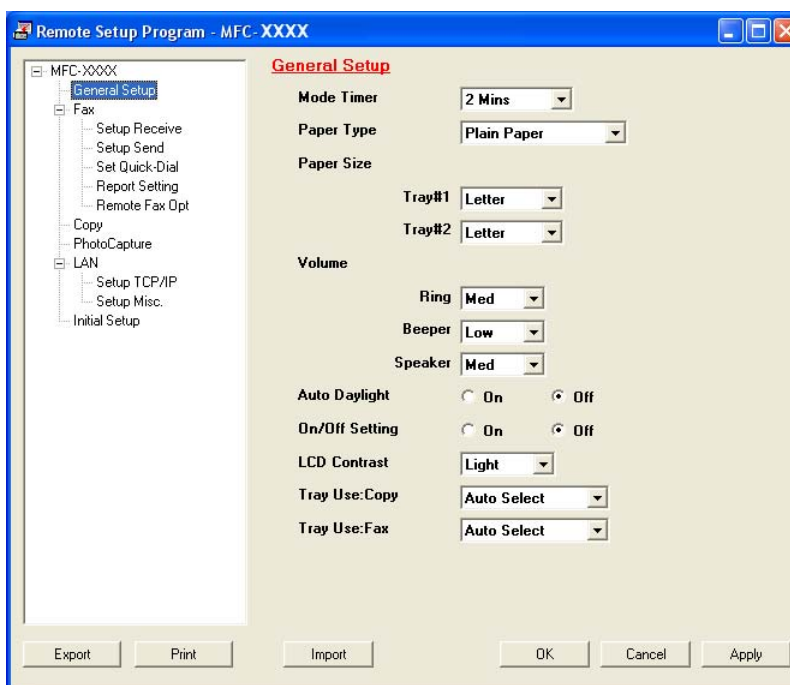 Remote Setup Program - MFC-XXXX
MFC-XXXX
General Setup
Fax
Setup Receive
Setup Send
Set Quick-Dial
Report Setting
Remote Fax Opt
Copy
PhotoCapture
LAN
Setup TCP/IP
Setup Misc.
Initial Setup
General Setup
Mode Timer 2 Mins
Paper Type Plain Paper
Paper Size
Tray#1 Letter
Tray#2 Letter
Volume
Ring Med
Beeper Low
Speaker Med
Auto Daylight On Off
On/Off Setting On Off
LCD Contrast Light
Tray Use:Copy Auto Select
Tray Use:Fax Auto Select
Export Print Import OK Cancel Apply